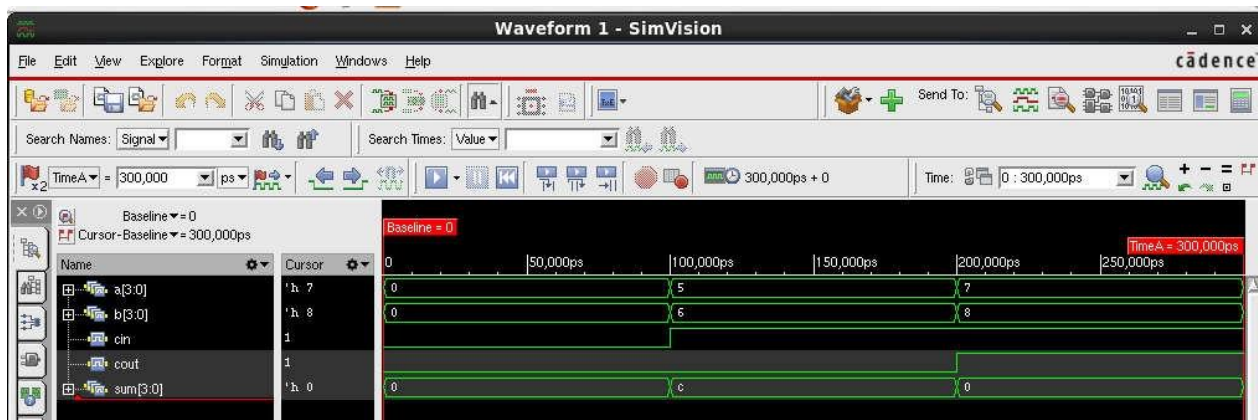 Waveform 1 - SimVision
File Edit View Explore Format Simulation Windows Help
cādence
Send To:
Search Names: Signal Search Times: Value
TimeA = 300,000 ps 300,000ps + 0 Time: 0 : 300,000ps
Baseline = 0
Cursor-Baseline = 300,000ps
Baseline = 0
TimeA = 300,000ps
Name Cursor 0 50,000ps 100,000ps 150,000ps 200,000ps 250,000ps
a[3:0] 'h 7 0 5 7
b[3:0] 'h 8 0 6 8
cin 1
cout 1
sum[3:0] 'h 0 0 c 0